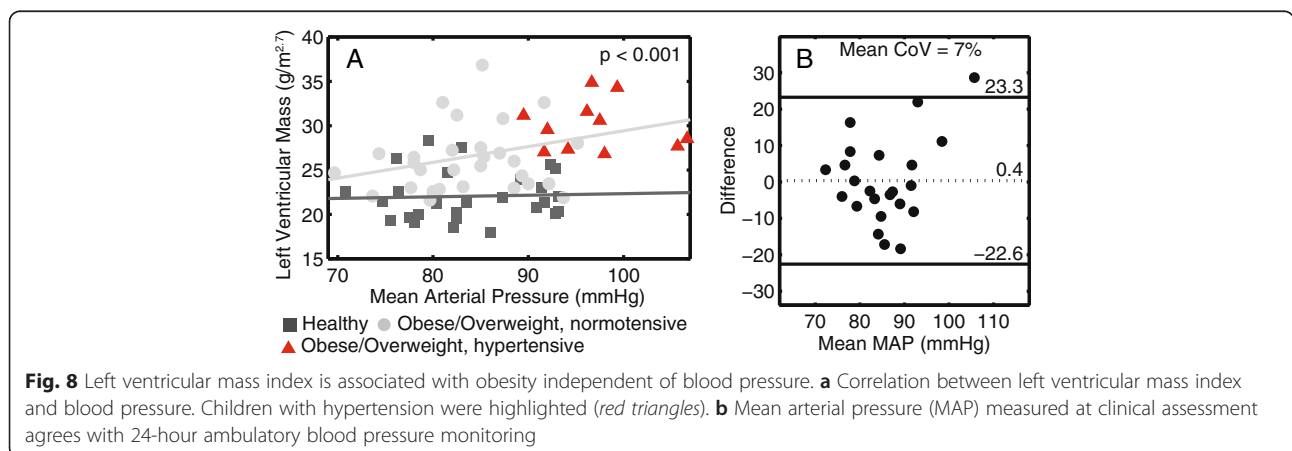 40
35
30
25
20
15
Left Ventricular Mass (g/m2.7)
A
p < 0.001
70 80 90 100
Mean Arterial Pressure (mmHg)
Healthy Obese/Overweight, normotensive
Obese/Overweight, hypertensive
B
Mean CoV = 7%
30
20
10
0
−10
−20
−30
Difference
23.3
0.4
−22.6
70 80 90 100 110
Mean MAP (mmHg)
Fig. 8 Left ventricular mass index is associated with obesity independent of blood pressure. a Correlation between left ventricular mass index
and blood pressure. Children with hypertension were highlighted (red triangles). b Mean arterial pressure (MAP) measured at clinical assessment
agrees with 24-hour ambulatory blood pressure monitoring